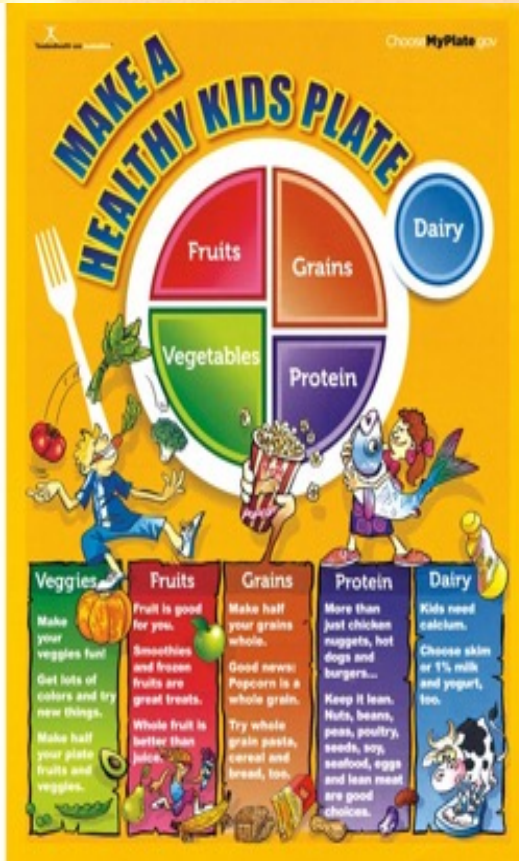 ChooseMyPlate.gov
MAKE A
HEALTHY KIDS PLATE
Dairy
Fruits
Grains
Vegetables
Protein
Veggies
Make
your
veggies fun!
Get lots of
colors and try
new things.
Make half
your plate
fruits and
veggies.
Fruits
Fruit is good
for you.
Smoothies
and frozen
fruits are
great treats.
Whole fruit is
better than
juice.
Grains
Make half
your grains
whole.
Good news:
Popcorn is a
whole grain.
Try whole
grain pasta,
cereal and
bread, too.
Protein
More than
just chicken
nuggets, hot
dogs and
burgers...
Keep it lean.
Nuts, beans,
peas, poultry,
seeds, soy,
seafood, eggs
and lean meat
are good
choices.
Dairy
Kids need
calcium.
Choose skim
or 1% milk
and yogurt,
too.